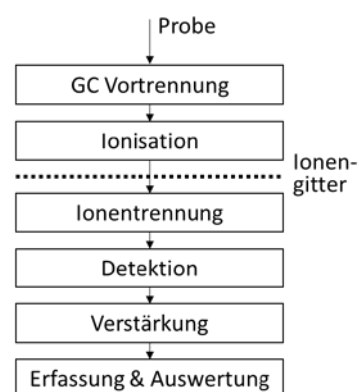 Probe
GC Vortrennung
Ionisation
Ionen-
gitter
Ionentrennung
Detektion
Verstärkung
Erfassung & Auswertung